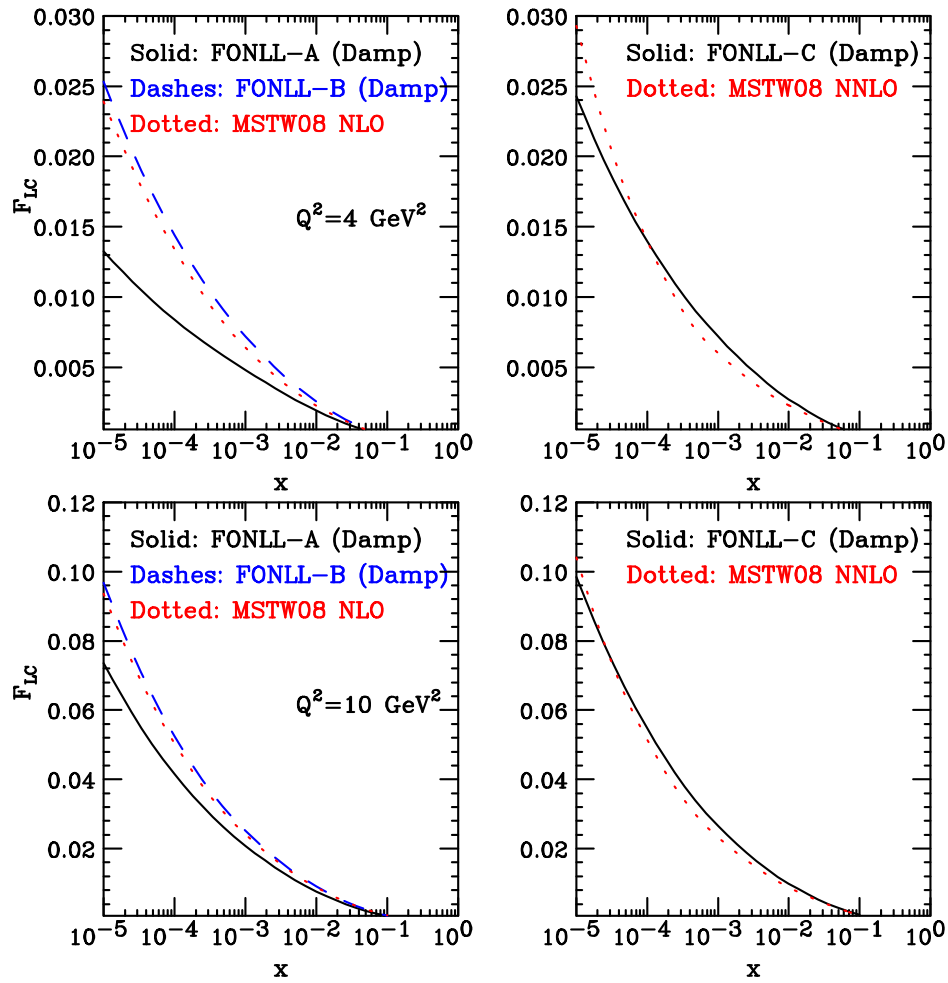 0.030
Solid: FONLL-A (Damp)
0.025
Dashes: FONLL-B (Damp)
Dotted: MSTW08 NLO
0.020
F_LC
Q^2=4 GeV^2
0.015
0.010
0.005
10^-5 10^-4 10^-3 10^-2 10^-1 10^0
x
0.030
Solid: FONLL-C (Damp)
0.025
Dotted: MSTW08 NNLO
0.020
0.015
0.010
0.005
10^-5 10^-4 10^-3 10^-2 10^-1 10^0
x
0.12
Solid: FONLL-A (Damp)
0.10
Dashes: FONLL-B (Damp)
Dotted: MSTW08 NLO
0.08
F_LC
Q^2=10 GeV^2
0.06
0.04
0.02
10^-5 10^-4 10^-3 10^-2 10^-1 10^0
x
0.12
Solid: FONLL-C (Damp)
0.10
Dotted: MSTW08 NNLO
0.08
0.06
0.04
0.02
10^-5 10^-4 10^-3 10^-2 10^-1 10^0
x